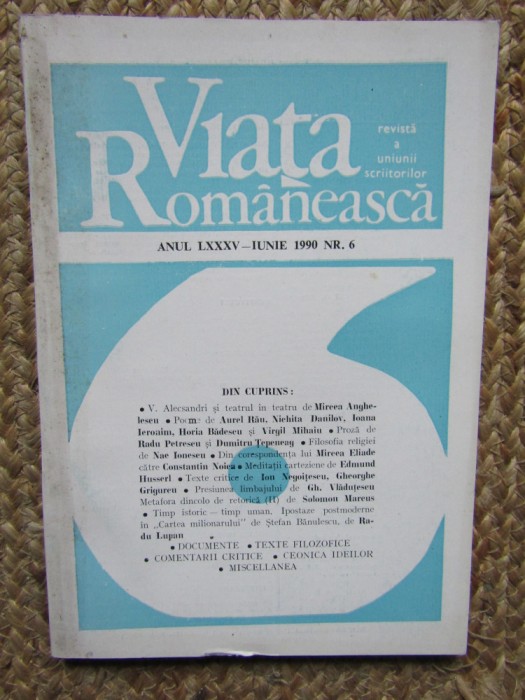 Viața
Românească
revistă
a
uniunii
scriitorilor
ANUL LXXXV—IUNIE 1990 NR. 6
DIN CUPRINS :
• V. Alecsandri și teatrul în teatru de Mircea Anghe-
lescu • Poeme de Aurel Rău, Nichita Danilov, Ioana
Ieroaim, Horia Bădescu și Virgil Mihaiu • Proză de
Radu Petrescu și Dumitru Țepeneag • Filosofia religiei
de Nae Ionescu • Din corespondența lui Mircea Eliade
către Constantin Noica • Meditații carteziene de Edmund
Husserl • Texte critice de Ion Negoițescu, Gheorghe
Grigurcu • Presiunea limbajului de Gh. Vlăduțescu
Metafora dincolo de retorică (II) de Solomon Marcus
• Timp istoric — timp uman. Ipostaze postmoderne
în „Cartea milionarului” de Ștefan Bănulescu, de Ra-
du Lupan
• DOCUMENTE • TEXTE FILOZOFICE
• COMENTARII CRITICE • CEONICA IDEILOR
• MISCELLANEA